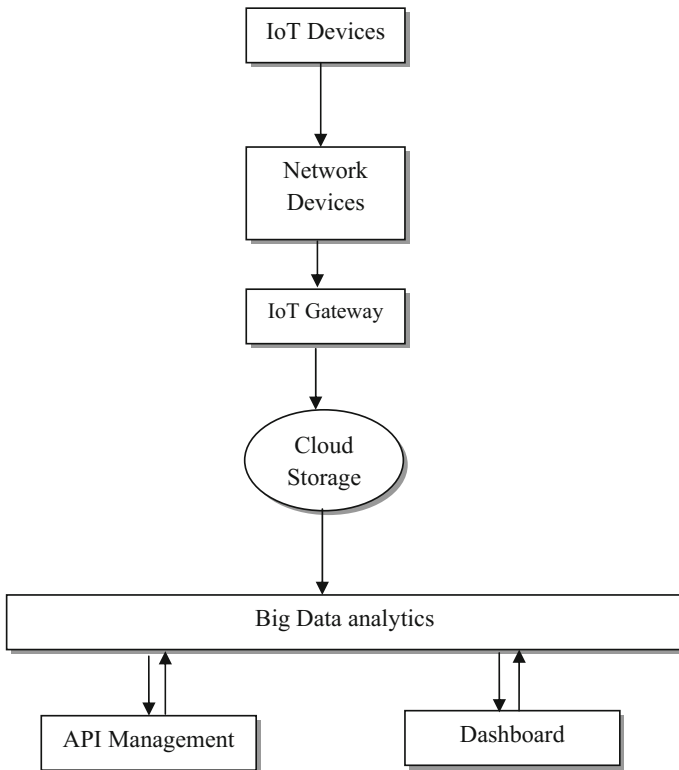 IoT Devices
Network
Devices
IoT Gateway
Cloud
Storage
Big Data analytics
API Management
Dashboard